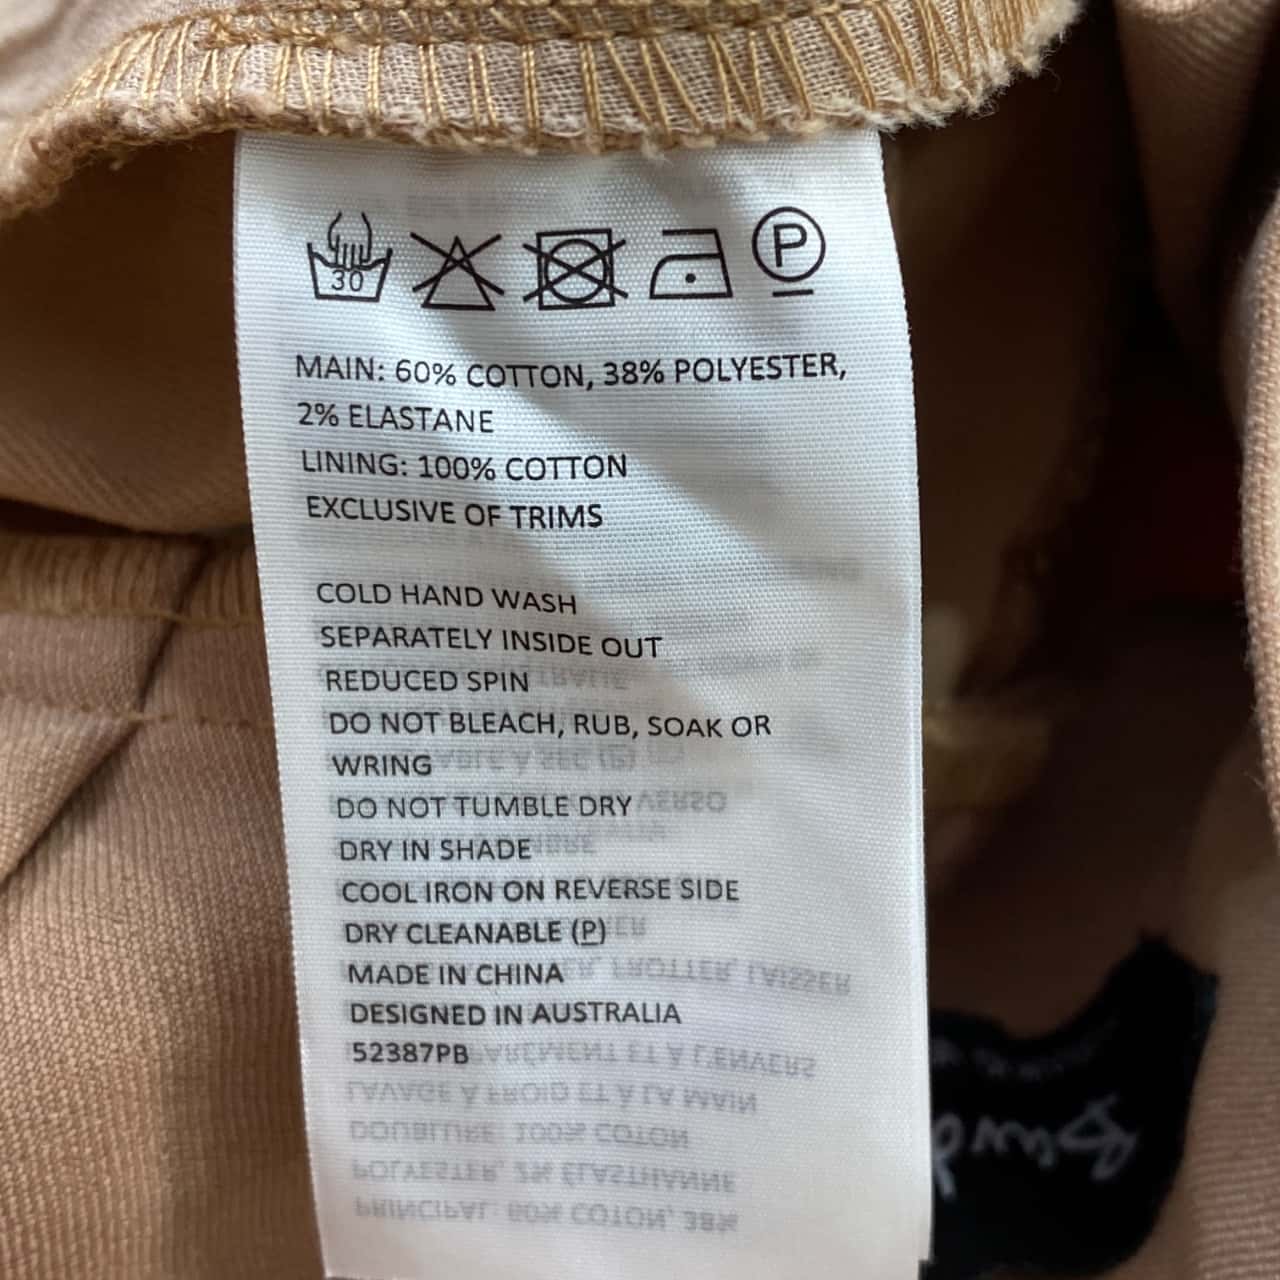 30
P
MAIN: 60% COTTON, 38% POLYESTER,
2% ELASTANE
LINING: 100% COTTON
EXCLUSIVE OF TRIMS
COLD HAND WASH
SEPARATELY INSIDE OUT
REDUCED SPIN
DO NOT BLEACH, RUB, SOAK OR
WRING
DO NOT TUMBLE DRY
DRY IN SHADE
COOL IRON ON REVERSE SIDE
DRY CLEANABLE (P)
MADE IN CHINA
DESIGNED IN AUSTRALIA
52387PB